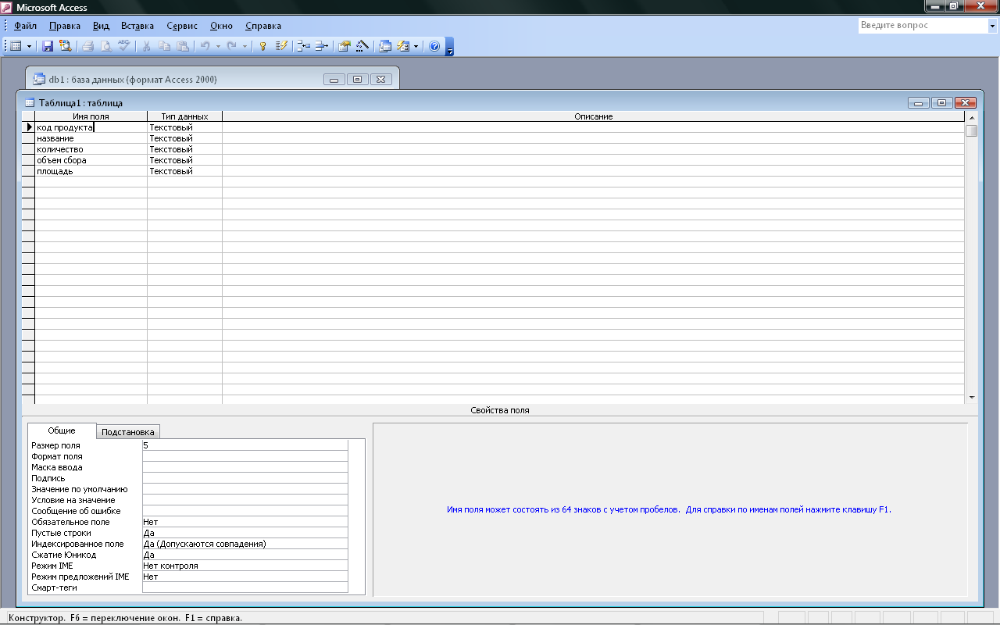 Microsoft Access
Файл Правка Вид Вставка Сервис Окно Справка
Введите вопрос
db1 : база данных (формат Access 2000)
Таблица1 : таблица
Имя поля Тип данных Описание
код продукта Текстовый
название Текстовый
количество Текстовый
объем сбора Текстовый
площадь Текстовый
Свойства поля
Общие Подстановка
Размер поля 5
Формат поля
Маска ввода
Подпись
Значение по умолчанию
Условие на значение
Сообщение об ошибке
Обязательное поле Нет
Пустые строки Да
Индексированное поле Да (Допускаются совпадения)
Сжатие Юникод Да
Режим IME Нет контроля
Режим предложений IME Нет
Смарт-теги
Имя поля может состоять из 64 знаков с учетом пробелов. Для справки по именам полей нажмите клавишу F1.
Конструктор. F6 = переключение окон. F1 = справка.